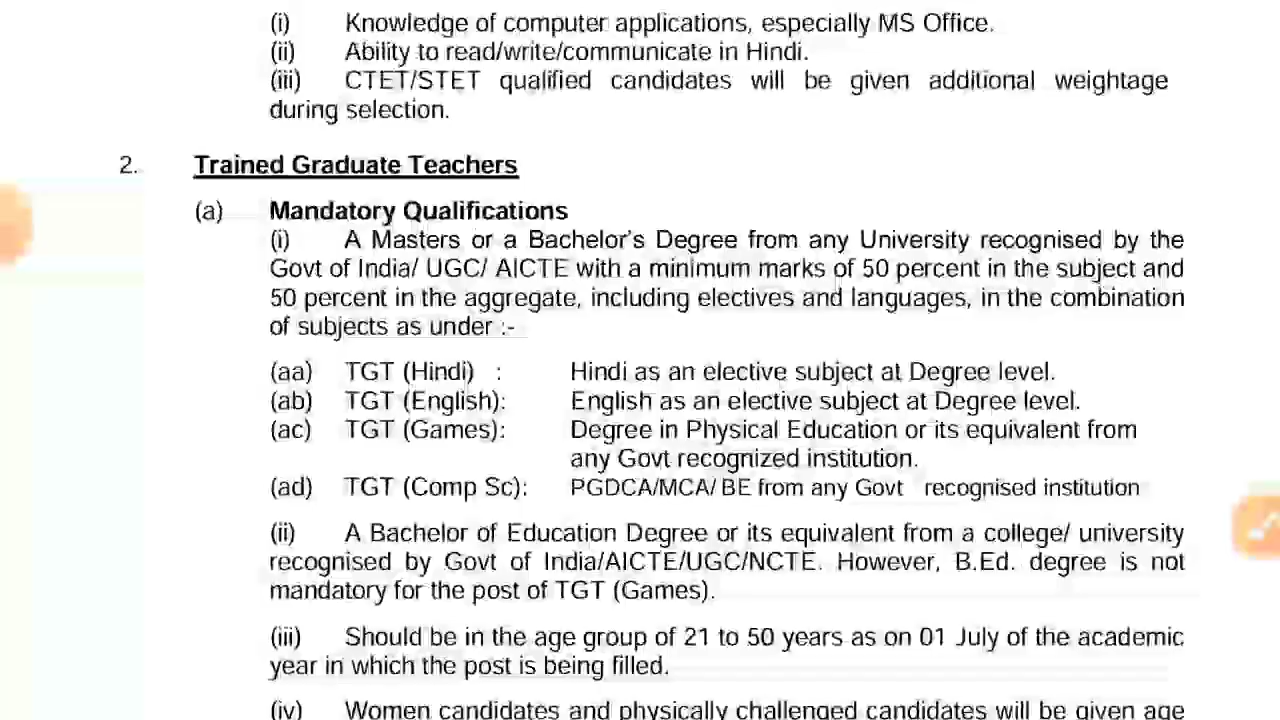 (i) Knowledge of computer applications, especially MS Office.
(ii) Ability to read/write/communicate in Hindi.
(iii) CTET/STET qualified candidates will be given additional weightage
during selection.
2. Trained Graduate Teachers
(a) Mandatory Qualifications
(i) A Masters or a Bachelor's Degree from any University recognised by the
Govt of India/ UGC/ AICTE with a minimum marks of 50 percent in the subject and
50 percent in the aggregate, including electives and languages, in the combination
of subjects as under :-
(aa) TGT (Hindi) : Hindi as an elective subject at Degree level.
(ab) TGT (English): English as an elective subject at Degree level.
(ac) TGT (Games): Degree in Physical Education or its equivalent from
any Govt recognized institution.
(ad) TGT (Comp Sc): PGDCA/MCA/ BE from any Govt recognised institution
(ii) A Bachelor of Education Degree or its equivalent from a college/ university
recognised by Govt of India/AICTE/UGC/NCTE. However, B.Ed. degree is not
mandatory for the post of TGT (Games).
(iii) Should be in the age group of 21 to 50 years as on 01 July of the academic
year in which the post is being filled.
(iv) Women candidates and physically challenged candidates will be given age